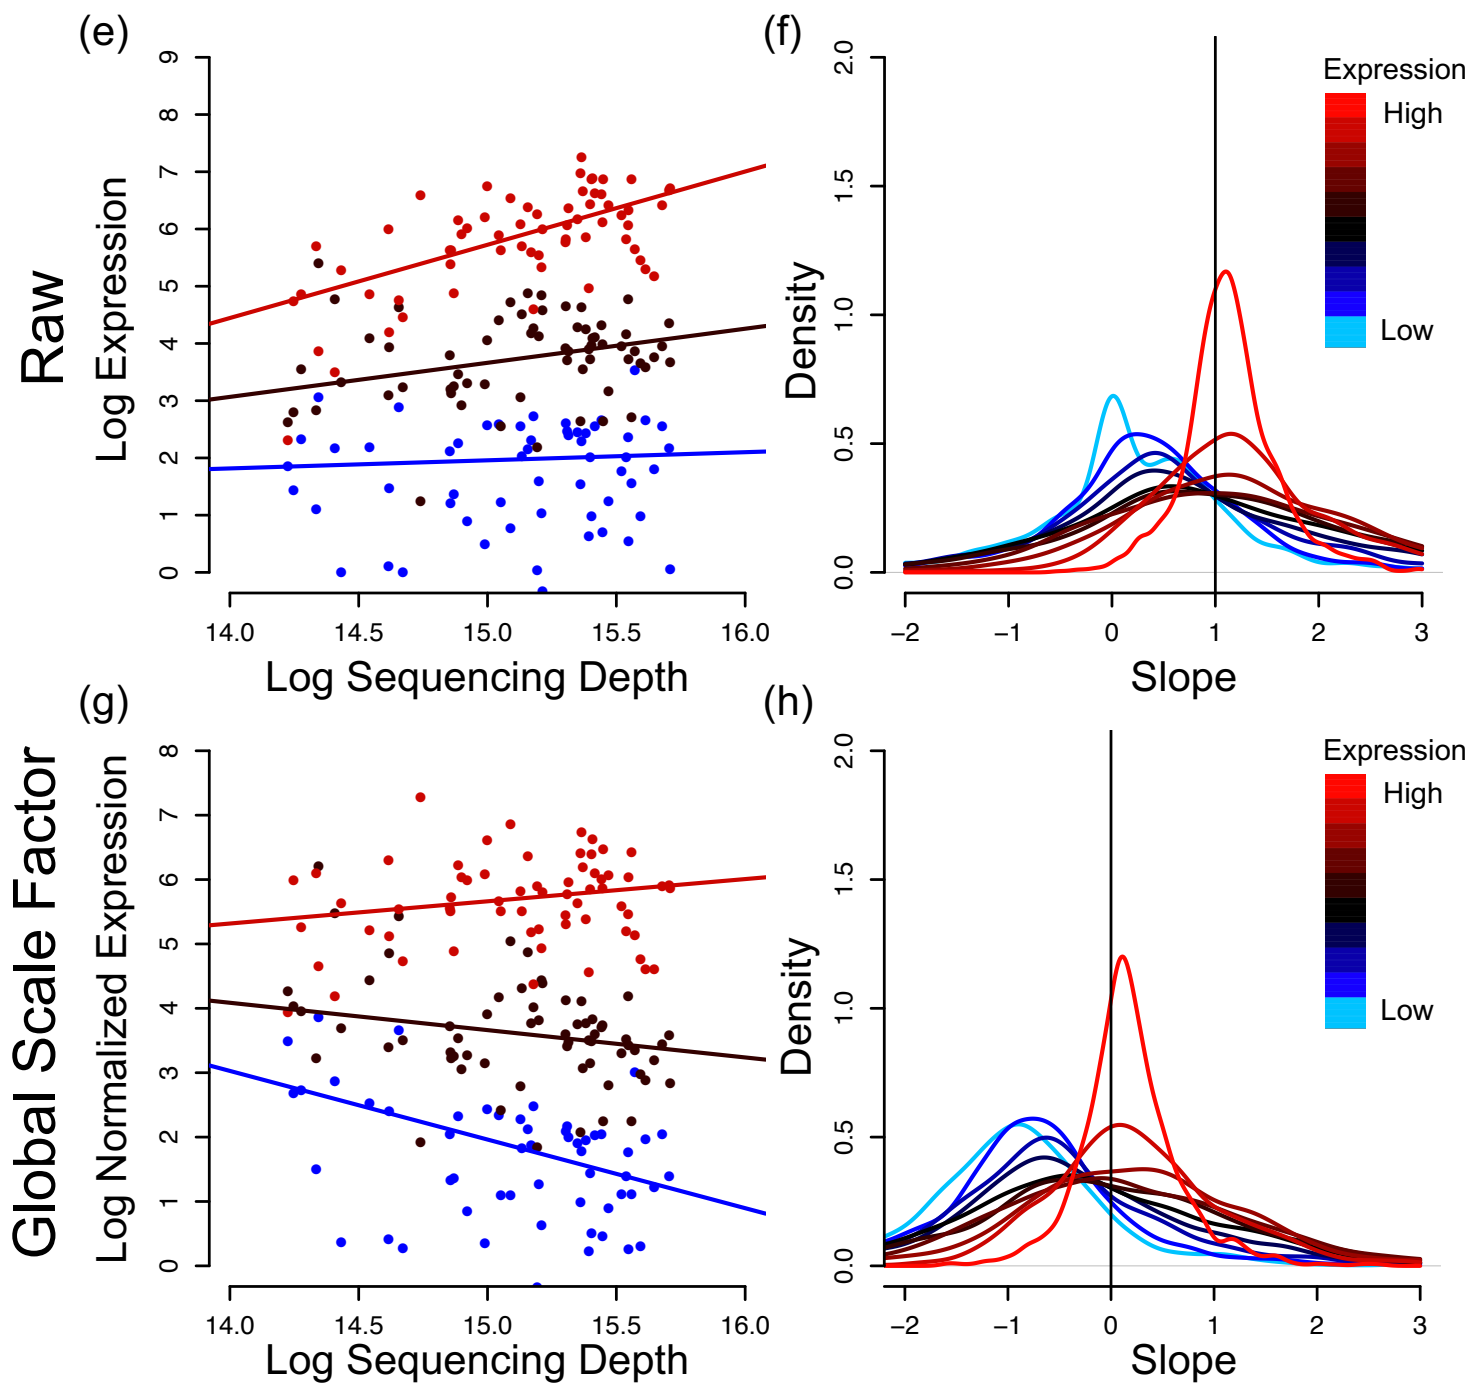 (e)
Raw
Log Expression
9
8
7
6
5
4
3
2
1
0
14.0 14.5 15.0 15.5 16.0
Log Sequencing Depth
(f)
Density
2.0
1.5
1.0
0.5
0.0
−2 −1 0 1 2 3
Slope
Expression
High
Low
(g)
Global Scale Factor
Log Normalized Expression
8
7
6
5
4
3
2
1
0
14.0 14.5 15.0 15.5 16.0
Log Sequencing Depth
(h)
Density
2.0
1.5
1.0
0.5
0.0
−2 −1 0 1 2 3
Slope
Expression
High
Low